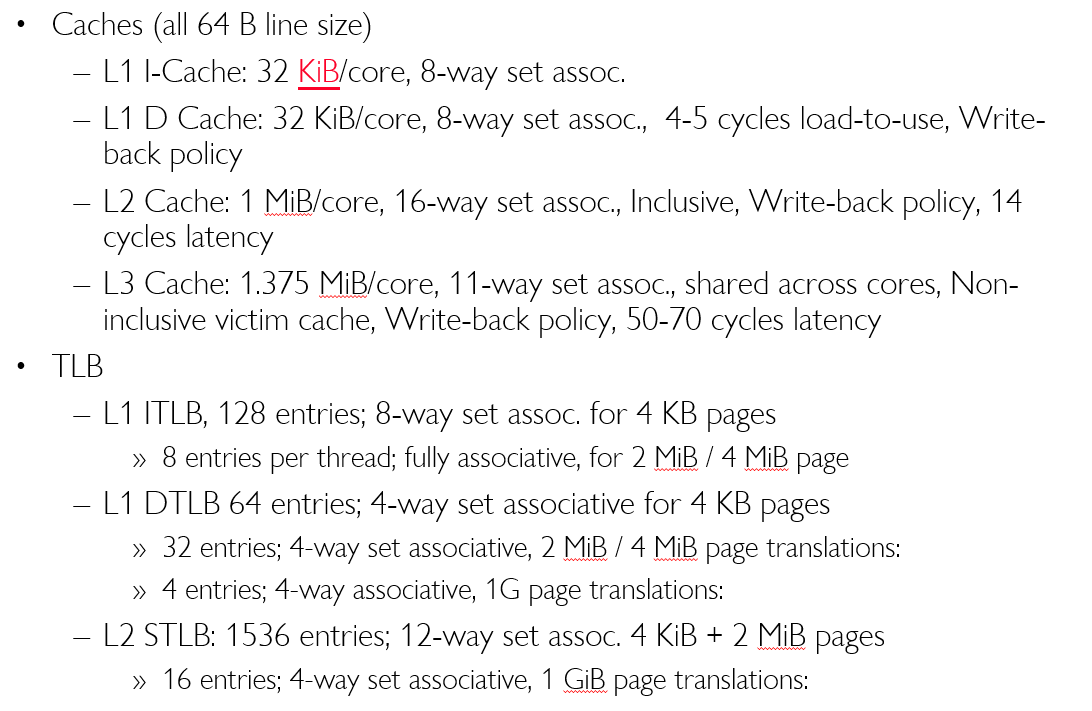 • Caches (all 64 B line size)
– L1 I-Cache: 32 KiB/core, 8-way set assoc.
– L1 D Cache: 32 KiB/core, 8-way set assoc.,  4-5 cycles load-to-use, Write-
back policy
– L2 Cache: 1 MiB/core, 16-way set assoc., Inclusive, Write-back policy, 14
cycles latency
– L3 Cache: 1.375 MiB/core, 11-way set assoc., shared across cores, Non-
inclusive victim cache, Write-back policy, 50-70 cycles latency
• TLB
– L1 ITLB, 128 entries; 8-way set assoc. for 4 KB pages
» 8 entries per thread; fully associative, for 2 MiB / 4 MiB page
– L1 DTLB 64 entries; 4-way set associative for 4 KB pages
» 32 entries; 4-way set associative, 2 MiB / 4 MiB page translations:
» 4 entries; 4-way associative, 1G page translations:
– L2 STLB: 1536 entries; 12-way set assoc. 4 KiB + 2 MiB pages
» 16 entries; 4-way set associative, 1 GiB page translations: